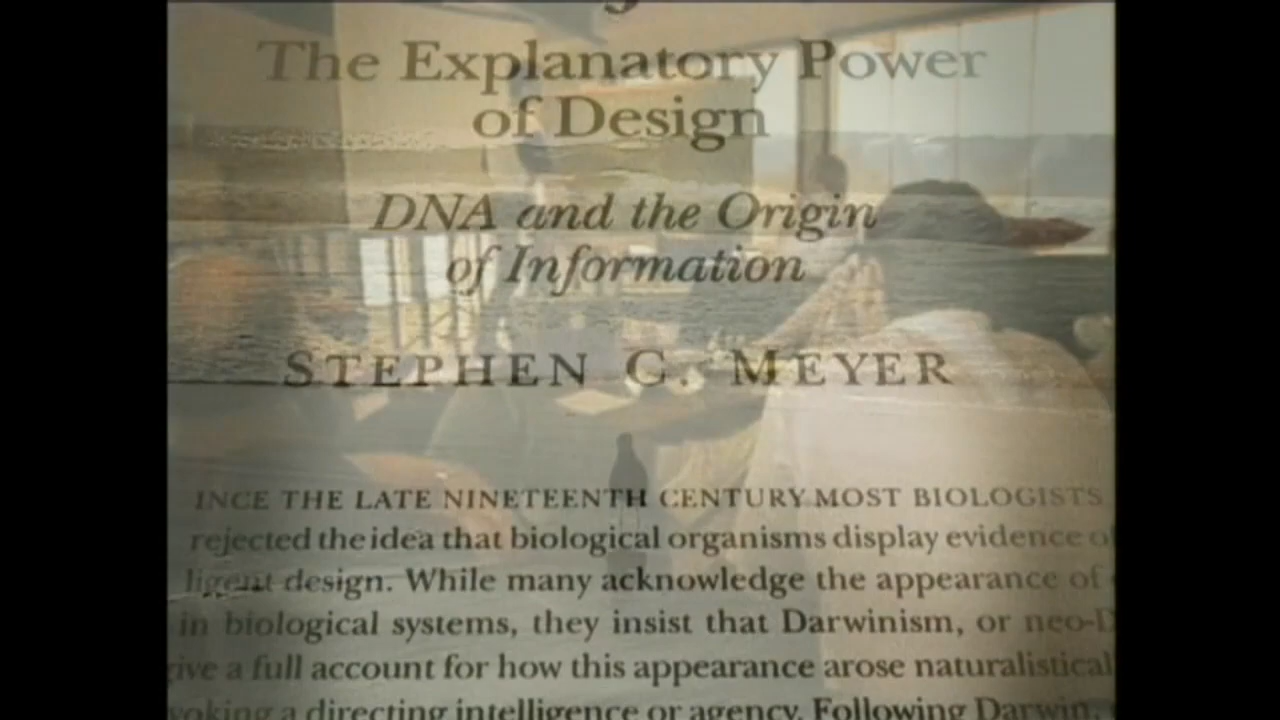 The Explanatory Power
of Design
DNA and the Origin
of Information
STEPHEN C. MEYER
INCE THE LATE NINETEENTH CENTURY MOST BIOLOGISTS
rejected the idea that biological organisms display evidence o
ligent design. While many acknowledge the appearance of
in biological systems, they insist that Darwinism, or neo-D
give a full account for how this appearance arose naturalistical
voking a directing intelligence or agency. Following Darwin,